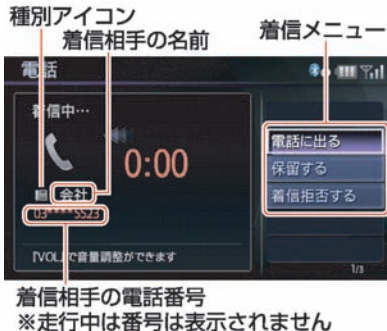 種別アイコン
着信相手の名前
着信メニュー
電話
着信中…
0:00
会社
03****5523
『VOL』で音量調整ができます
電話に出る
保留する
着信拒否する
1/3
着信相手の電話番号
※走行中は番号は表示されません